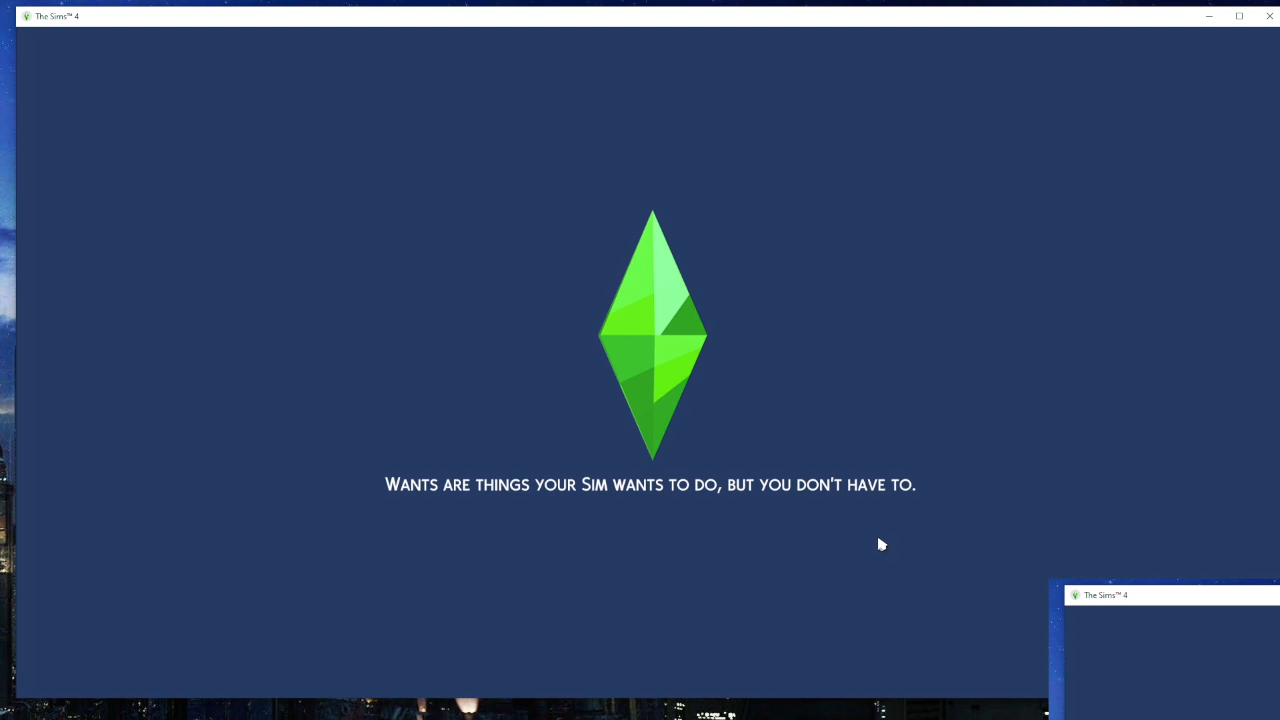 The Sims™ 4
Wants are things your Sim wants to do, but you don't have to.
The Sims™ 4